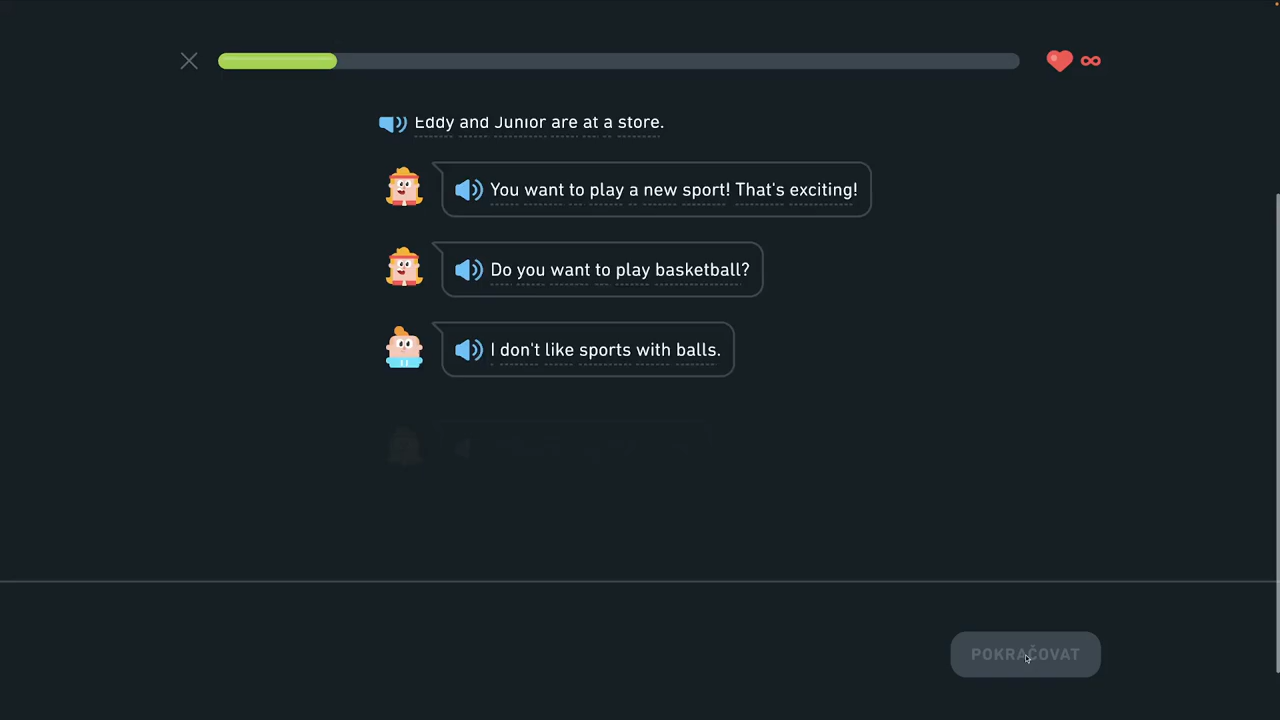 Eddy and Junior are at a store.
You want to play a new sport! That's exciting!
Do you want to play basketball?
I don't like sports with balls.
POKRAČOVAT